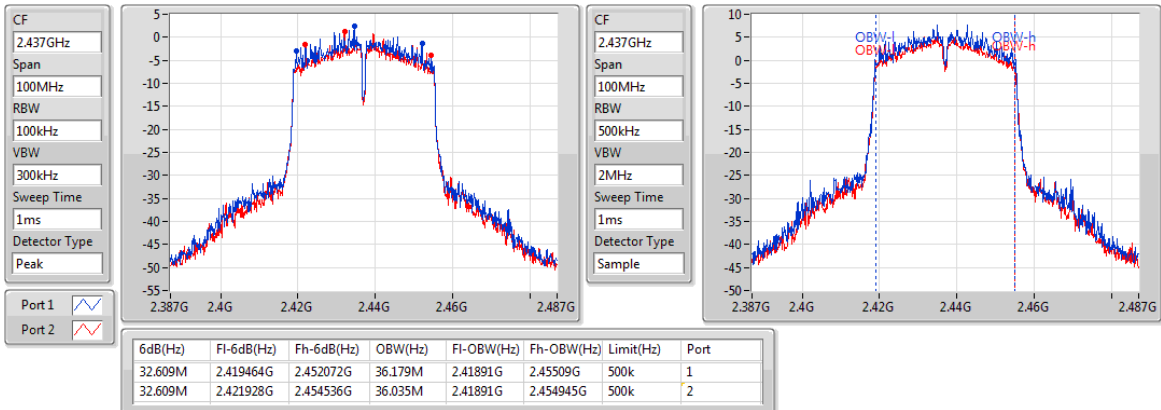 CF
2.437GHz
Span
100MHz
RBW
100kHz
VBW
300kHz
Sweep Time
1ms
Detector Type
Peak
Port 1
Port 2
5
0
-5
-10
-15
-20
-25
-30
-35
-40
-45
-50
-55
2.387G 2.4G 2.42G 2.44G 2.46G 2.487G
CF
2.437GHz
Span
100MHz
RBW
500kHz
VBW
2MHz
Sweep Time
1ms
Detector Type
Sample
10
5
0
-5
-10
-15
-20
-25
-30
-35
-40
-45
-50
OBW-l OBW-h
OBW-l OBW-h
2.387G 2.4G 2.42G 2.44G 2.46G 2.487G
6dB(Hz) Fl-6dB(Hz) Fh-6dB(Hz) OBW(Hz) Fl-OBW(Hz) Fh-OBW(Hz) Limit(Hz) Port
32.609M 2.419464G 2.452072G 36.179M 2.41891G 2.45509G 500k 1
32.609M 2.421928G 2.454536G 36.035M 2.41891G 2.454945G 500k 2